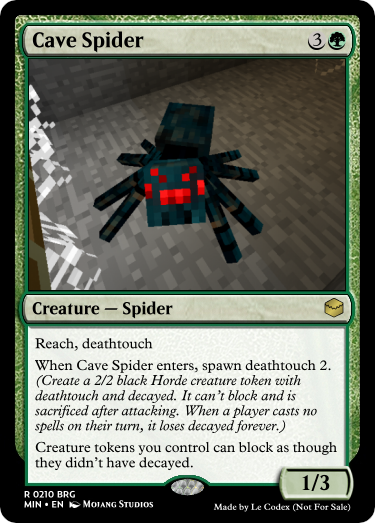 Cave Spider 3
Creature — Spider
Reach, deathtouch
When Cave Spider enters, spawn deathtouch 2.
(Create a 2/2 black Horde creature token with
deathtouch and decayed. It can't block and is
sacrificed after attacking. When a player casts no
spells on their turn, it loses decayed forever.)
Creature tokens you control can block as though
they didn't have decayed.
1/3
R 0210 BRG
MIN • EN Mojang Studios
Made by Le Codex (Not For Sale)